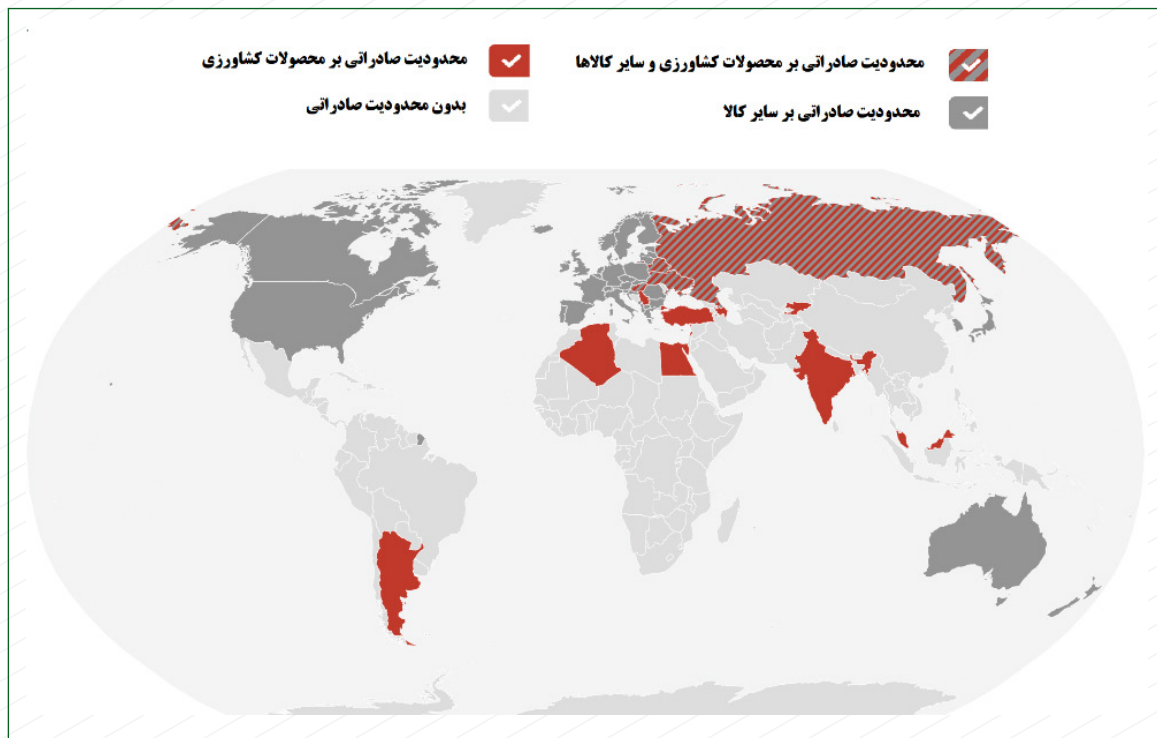 محدودیت صادراتی بر محصولات کشاورزی و سایر کالاها
محدودیت صادراتی بر محصولات کشاورزی
محدودیت صادراتی بر سایر کالا
بدون محدودیت صادراتی